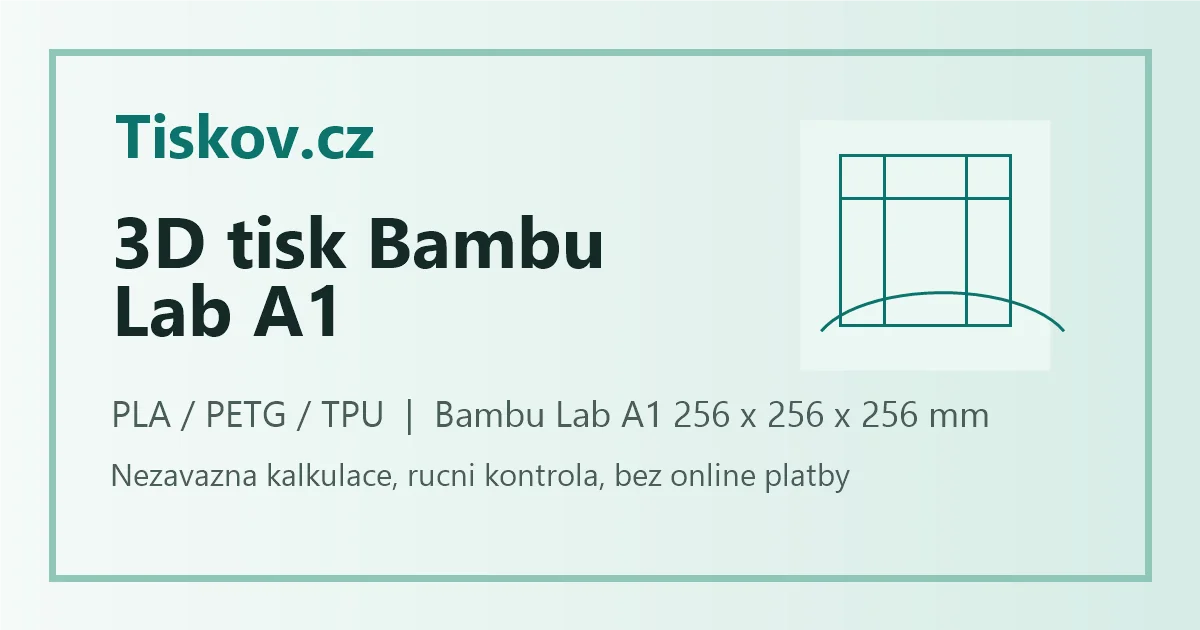 Tiskov.cz
3D tisk Bambu
Lab A1
PLA / PETG / TPU | Bambu Lab A1 256 x 256 x 256 mm
Nezavazna kalkulace, rucni kontrola, bez online platby